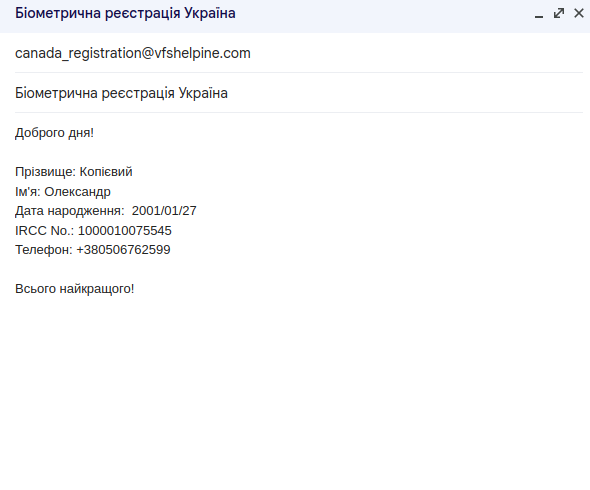 Біометрична реєстрація Україна
canada_registration@vfshelpine.com
Біометрична реєстрація Україна
Доброго дня!
Прізвище: Копієвий
Ім'я: Олександр
Дата народження:  2001/01/27
IRCC No.: 1000010075545
Телефон: +380506762599
Всього найкращого!